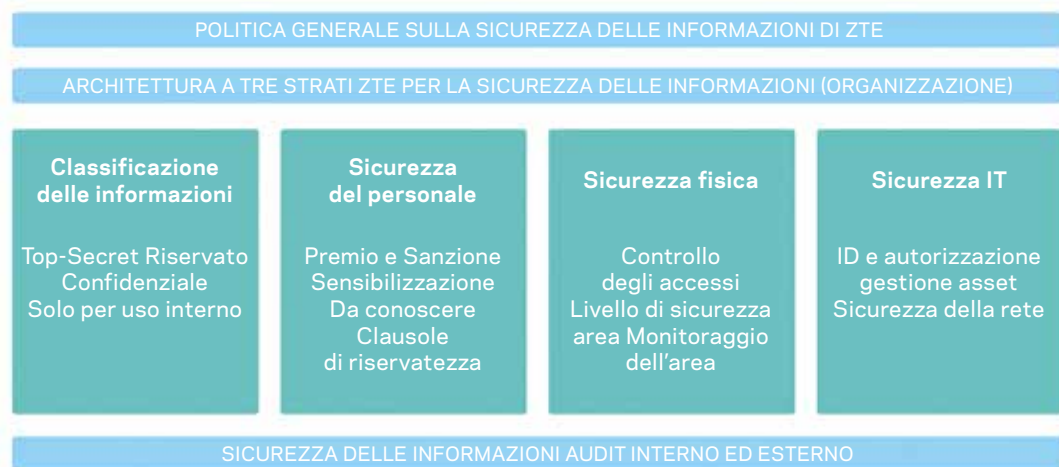 POLITICA GENERALE SULLA SICUREZZA DELLE INFORMAZIONI DI ZTE
ARCHITETTURA A TRE STRATI ZTE PER LA SICUREZZA DELLE INFORMAZIONI (ORGANIZZAZIONE)
Classificazione
delle informazioni
Top-Secret Riservato
Confidenziale
Solo per uso interno
Sicurezza
del personale
Premio e Sanzione
Sensibilizzazione
Da conoscere
Clausole
di riservatezza
Sicurezza fisica
Controllo
degli accessi
Livello di sicurezza
area Monitoraggio
dell'area
Sicurezza IT
ID e autorizzazione
gestione asset
Sicurezza della rete
SICUREZZA DELLE INFORMAZIONI AUDIT INTERNO ED ESTERNO